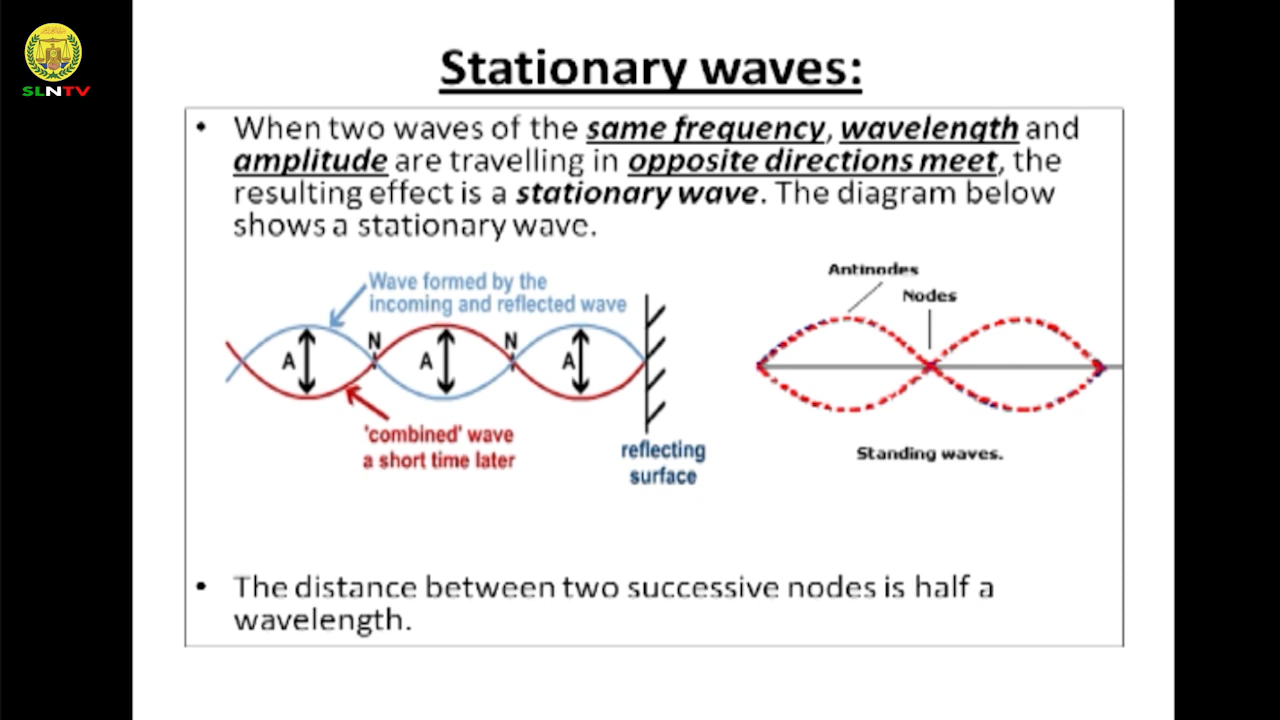 SLNTV
Stationary waves:
• When two waves of the same frequency, wavelength and
amplitude are travelling in opposite directions meet, the
resulting effect is a stationary wave. The diagram below
shows a stationary wave.
Wave formed by the
incoming and reflected wave
A
N
A
N
A
'combined' wave
a short time later
reflecting
surface
Antinodes
Nodes
Standing waves.
• The distance between two successive nodes is half a
wavelength.